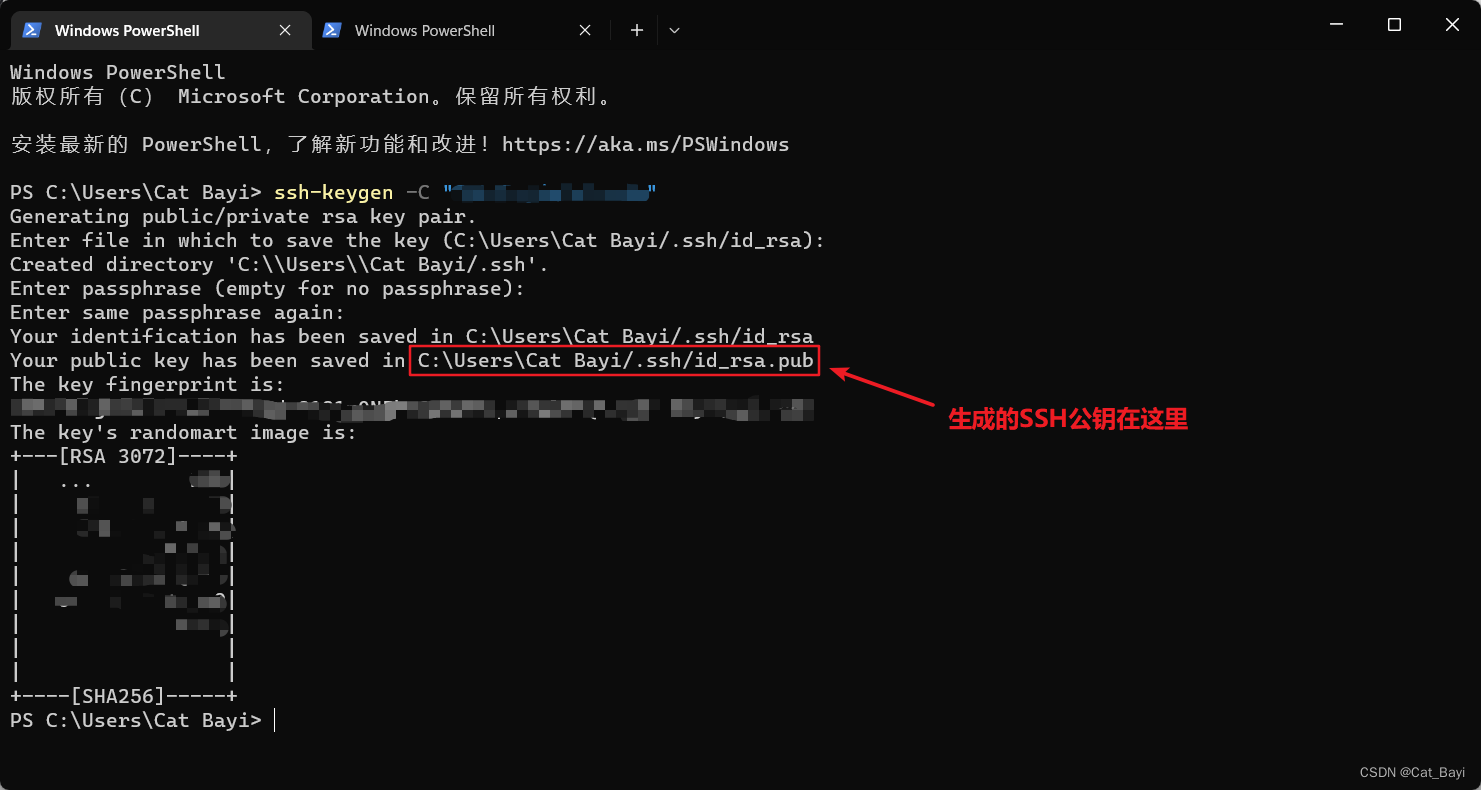 Windows PowerShell
Windows PowerShell
Windows PowerShell
版权所有 (C) Microsoft Corporation。保留所有权利。
安装最新的 PowerShell，了解新功能和改进！https://aka.ms/PSWindows
PS C:\Users\Cat Bayi> ssh-keygen -C " "
Generating public/private rsa key pair.
Enter file in which to save the key (C:\Users\Cat Bayi/.ssh/id_rsa):
Created directory 'C:\\Users\\Cat Bayi/.ssh'.
Enter passphrase (empty for no passphrase):
Enter same passphrase again:
Your identification has been saved in C:\Users\Cat Bayi/.ssh/id_rsa
Your public key has been saved in C:\Users\Cat Bayi/.ssh/id_rsa.pub
The key fingerprint is:
生成的SSH公钥在这里
The key's randomart image is:
+---[RSA 3072]----+
| ... |
| |
| |
| |
| |
| |
| |
| |
| |
+----[SHA256]-----+
PS C:\Users\Cat Bayi>
CSDN @Cat_Bayi